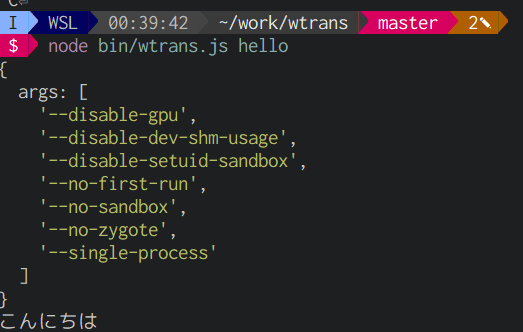 C⏎
I WSL 00:39:42 ~/work/wtrans master 2✎
$ node bin/wtrans.js hello
{
  args: [
    '--disable-gpu',
    '--disable-dev-shm-usage',
    '--disable-setuid-sandbox',
    '--no-first-run',
    '--no-sandbox',
    '--no-zygote',
    '--single-process'
  ]
}
こんにちは